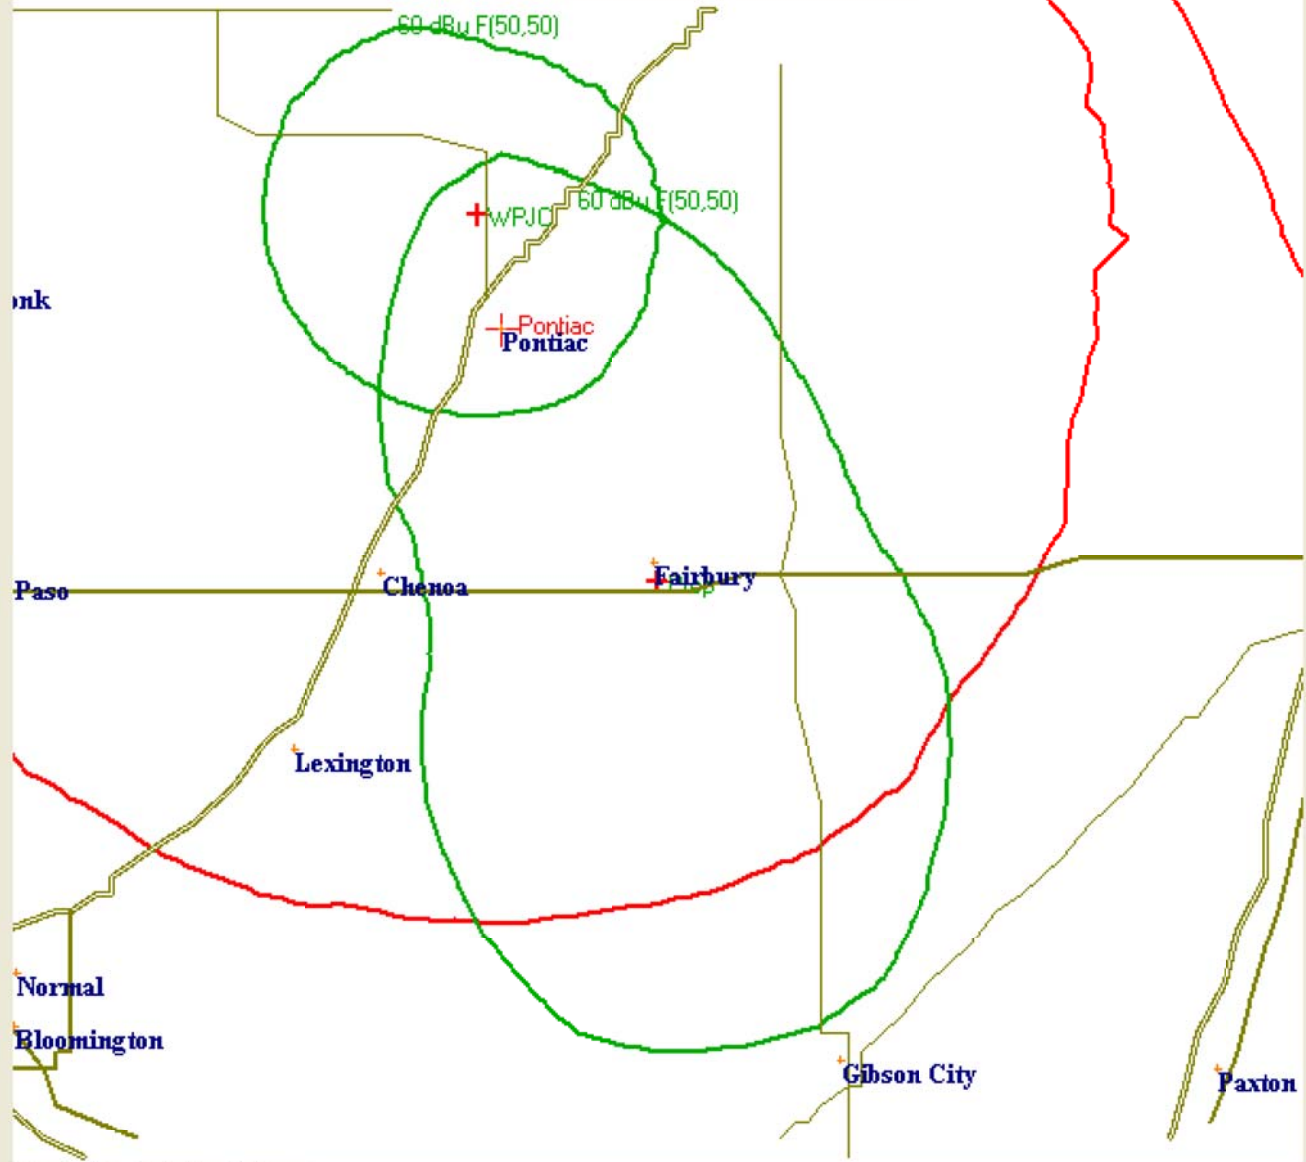 60 dBu F(50,50)
60 dBu F(50,50)
WPJC
onk
Pontiac
Pontiac
Fairbury
Chenoa
Paso
Lexington
Normal
Bloomington
Gibson City
Paxton